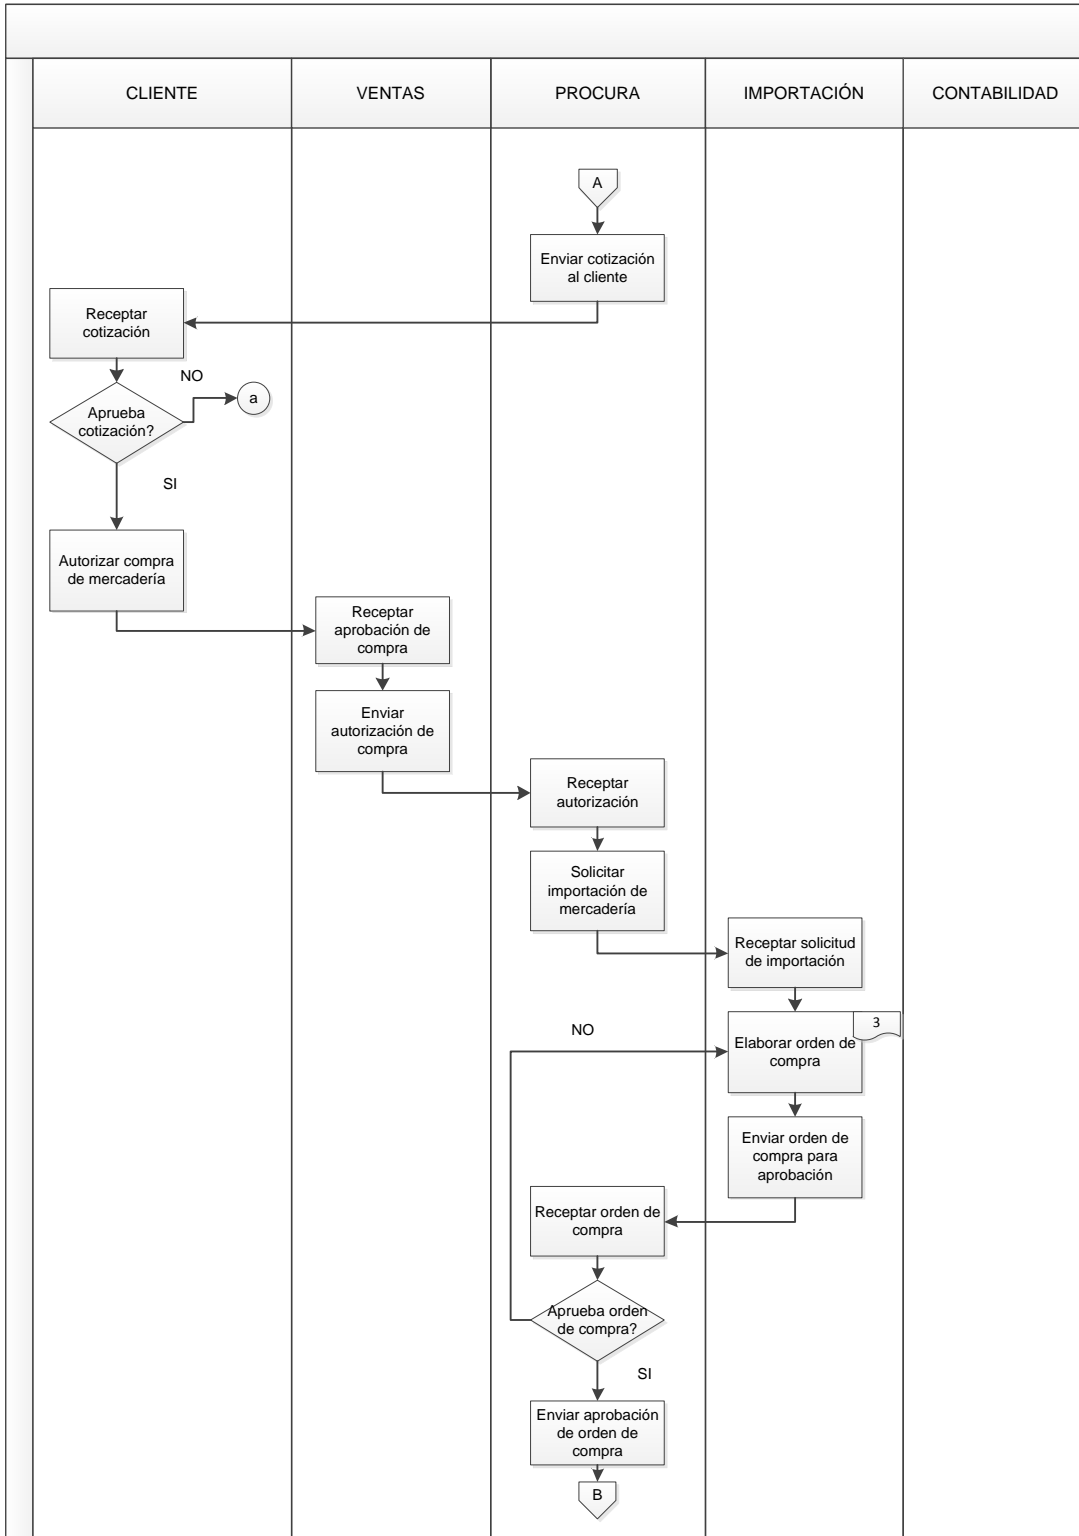 CLIENTE
VENTAS
PROCURA
IMPORTACIÓN
CONTABILIDAD
A
Enviar cotización
al cliente
Receptar
cotización
NO
a
Aprueba
cotización?
SI
Autorizar compra
de mercadería
Receptar
aprobación de
compra
Enviar
autorización de
compra
Receptar
autorización
Solicitar
importación de
mercadería
Receptar solicitud
de importación
3
NO
Elaborar orden de
compra
Enviar orden de
compra para
aprobación
Receptar orden de
compra
Aprueba orden
de compra?
SI
Enviar aprobación
de orden de
compra
B